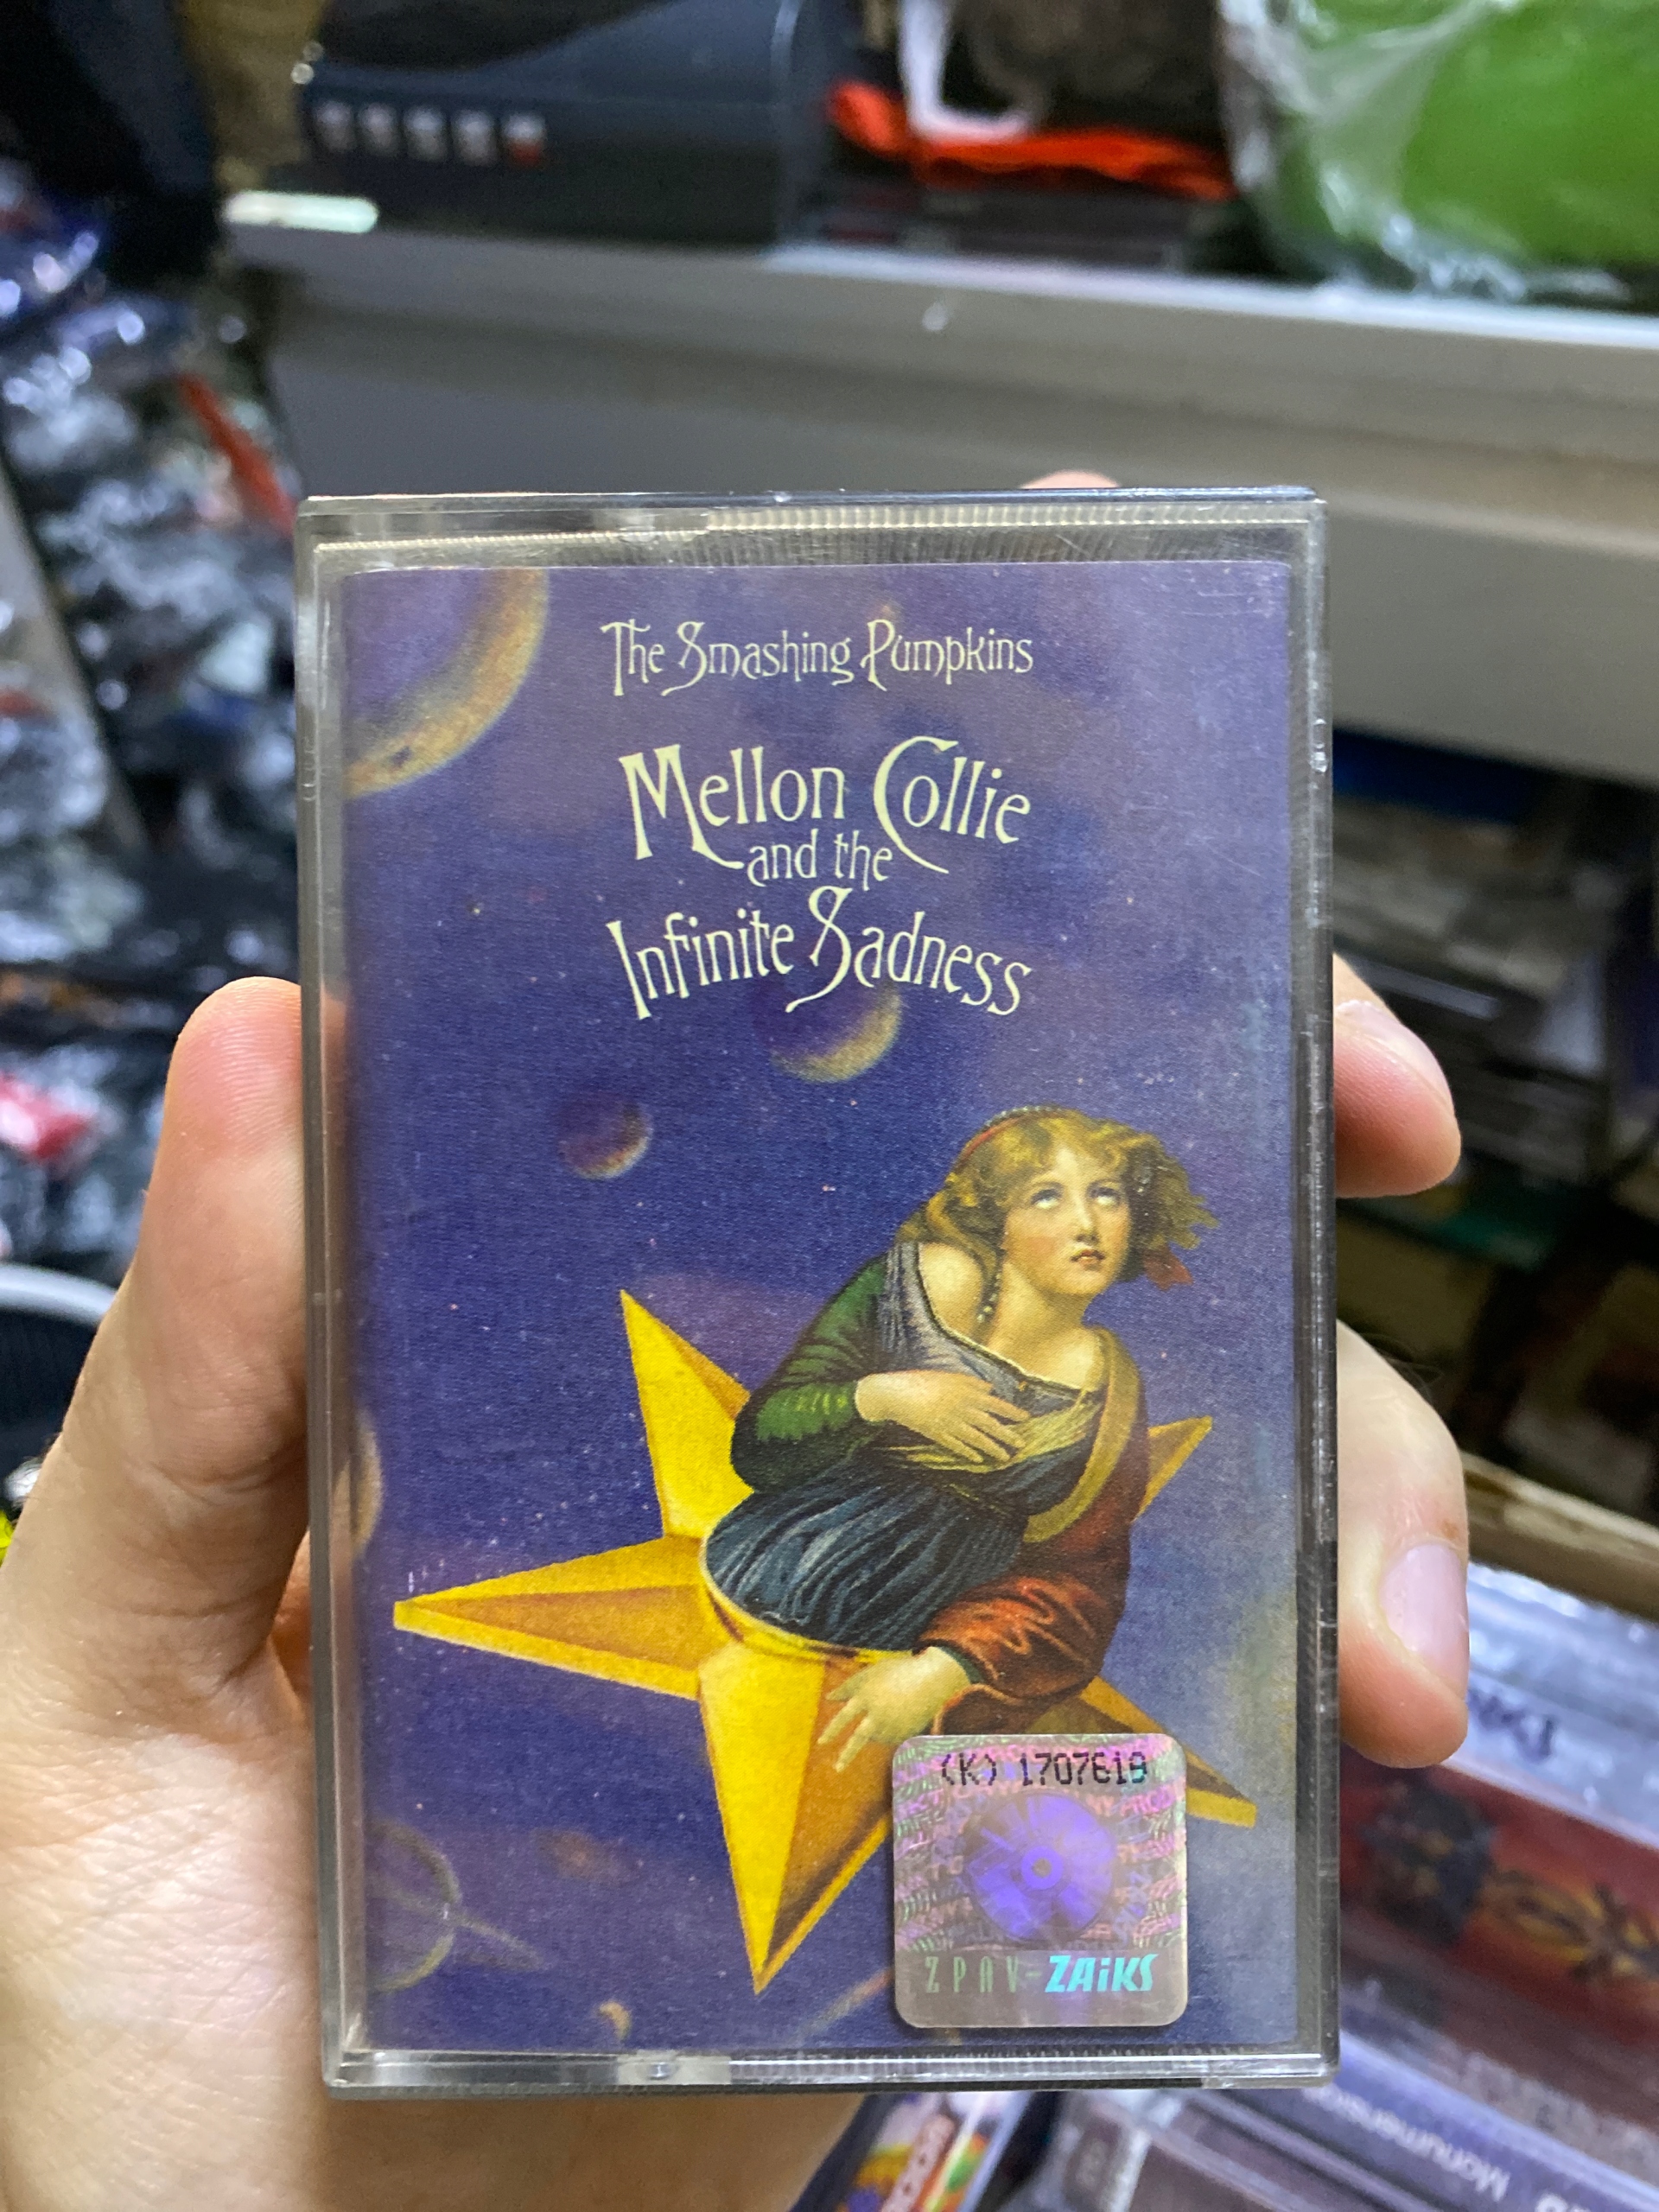 The Smashing Pumpkins
Mellon Collie
and the
Infinite Sadness
(K) 1707619
ZPAV-ZAiKS